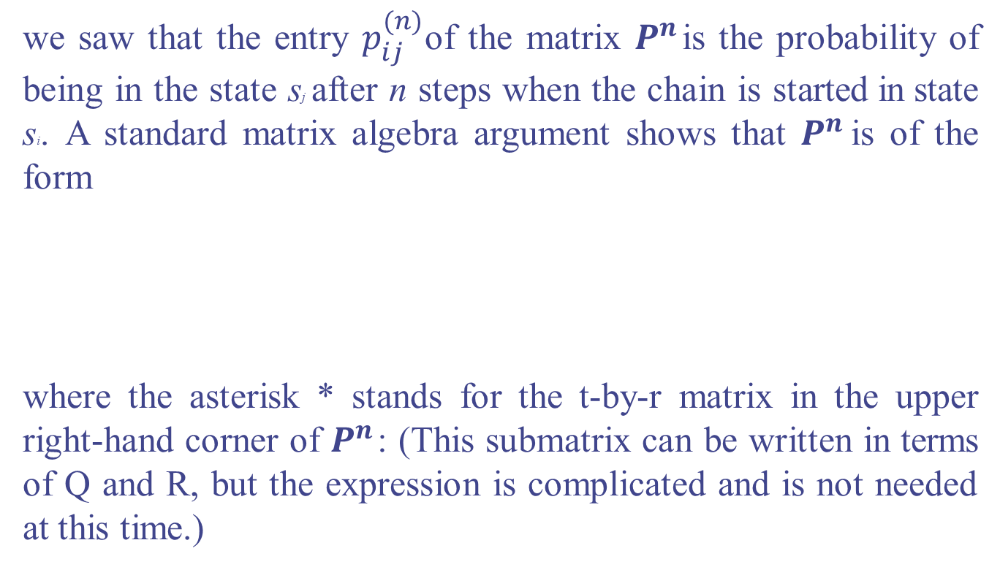 we saw that the entry $p_{ij}^{(n)}$ of the matrix $\boldsymbol{P^n}$ is the probability of
being in the state $s_j$ after $n$ steps when the chain is started in state
$s_i$. A standard matrix algebra argument shows that $\boldsymbol{P^n}$ is of the
form
where the asterisk * stands for the t-by-r matrix in the upper
right-hand corner of $\boldsymbol{P^n}$: (This submatrix can be written in terms
of Q and R, but the expression is complicated and is not needed
at this time.)